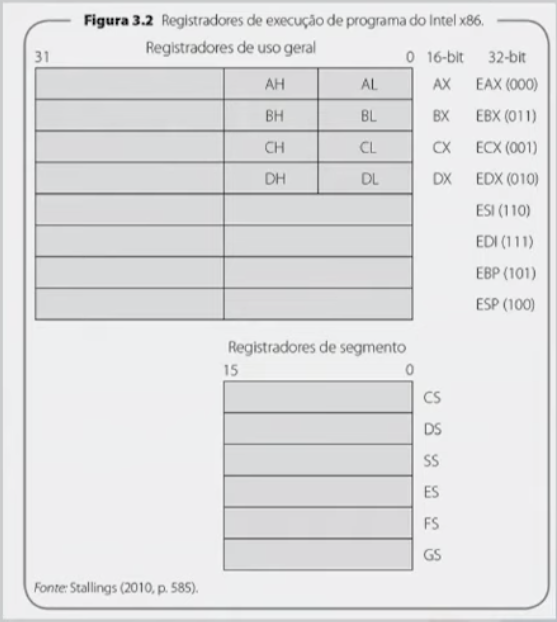 Figura 3.2 Registradores de execução de programa do Intel x86.
Registradores de uso geral
31 0 16-bit 32-bit
AH AL AX EAX (000)
BH BL BX EBX (011)
CH CL CX ECX (001)
DH DL DX EDX (010)
ESI (110)
EDI (111)
EBP (101)
ESP (100)
Registradores de segmento
15 0
CS
DS
SS
ES
FS
GS
Fonte: Stallings (2010, p. 585).